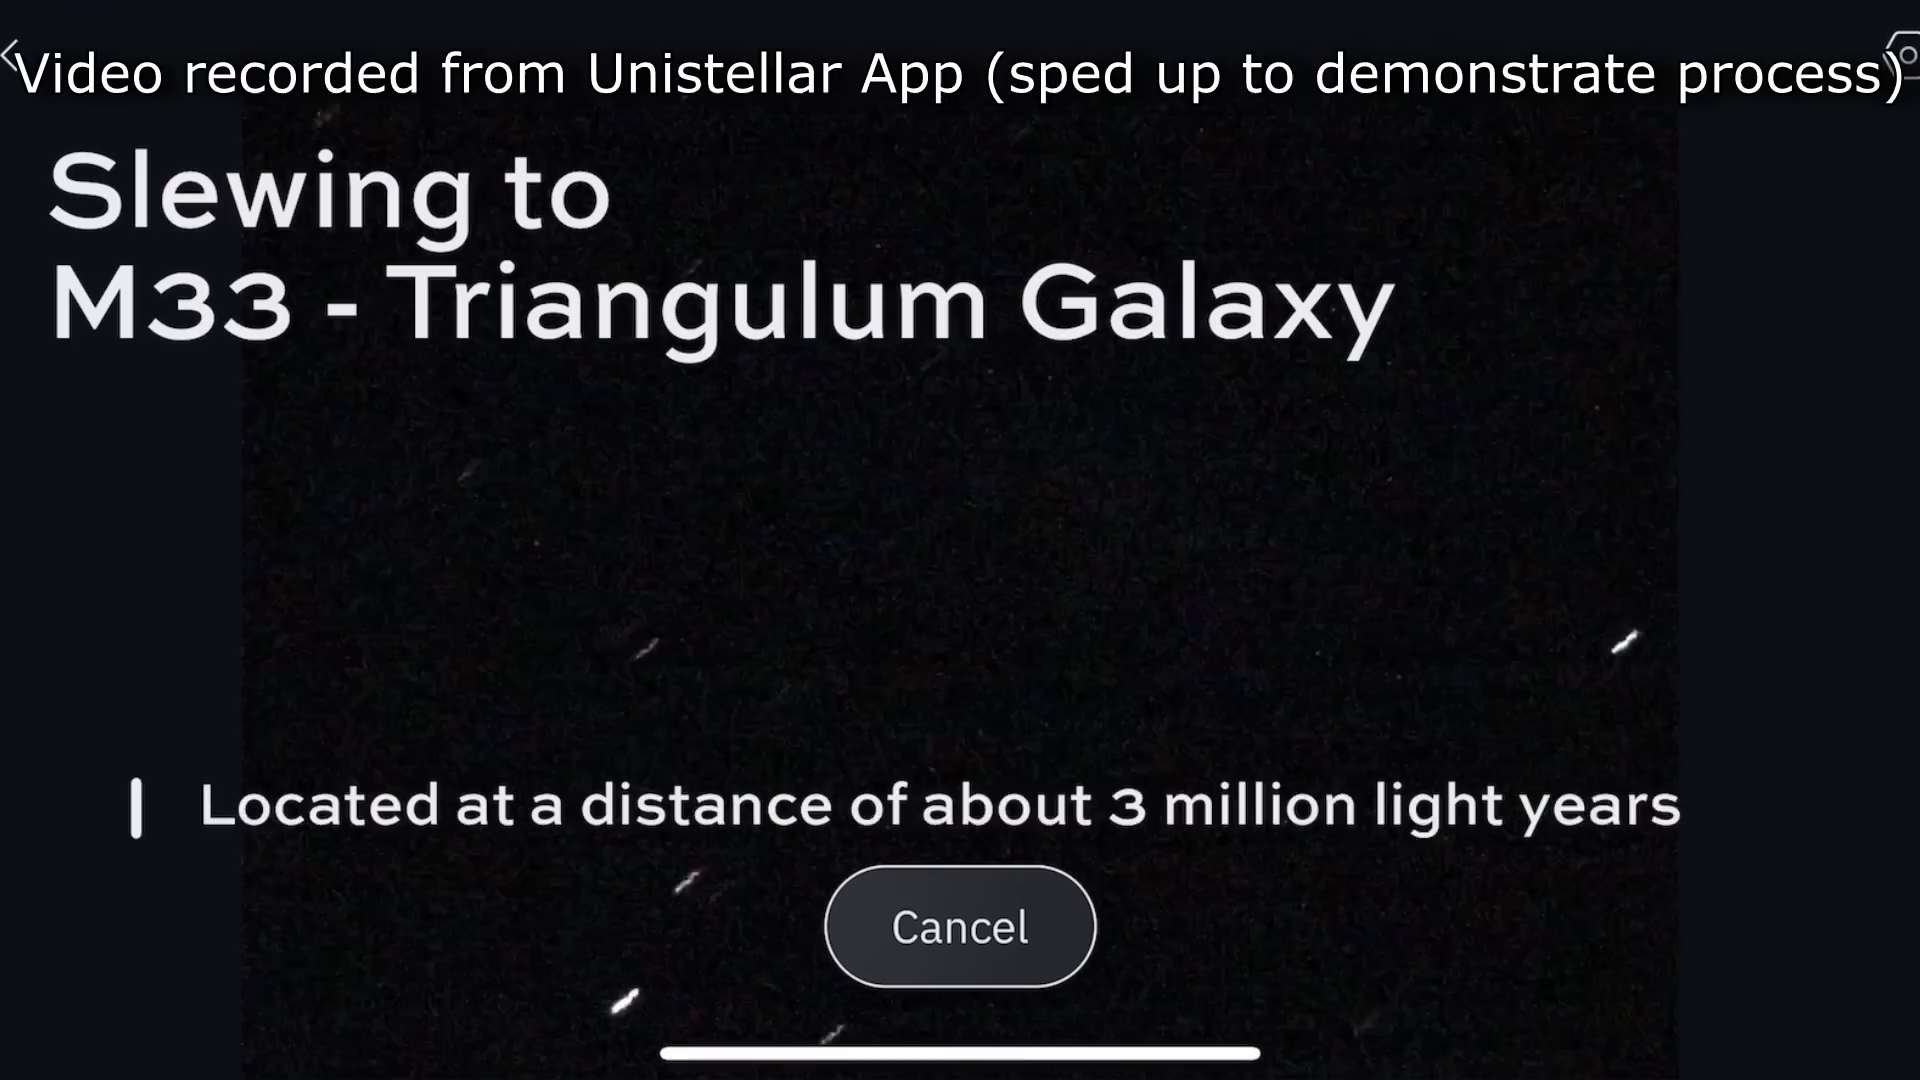 Video recorded from Unistellar App (sped up to demonstrate process)
Slewing to
M33 - Triangulum Galaxy
Located at a distance of about 3 million light years
Cancel